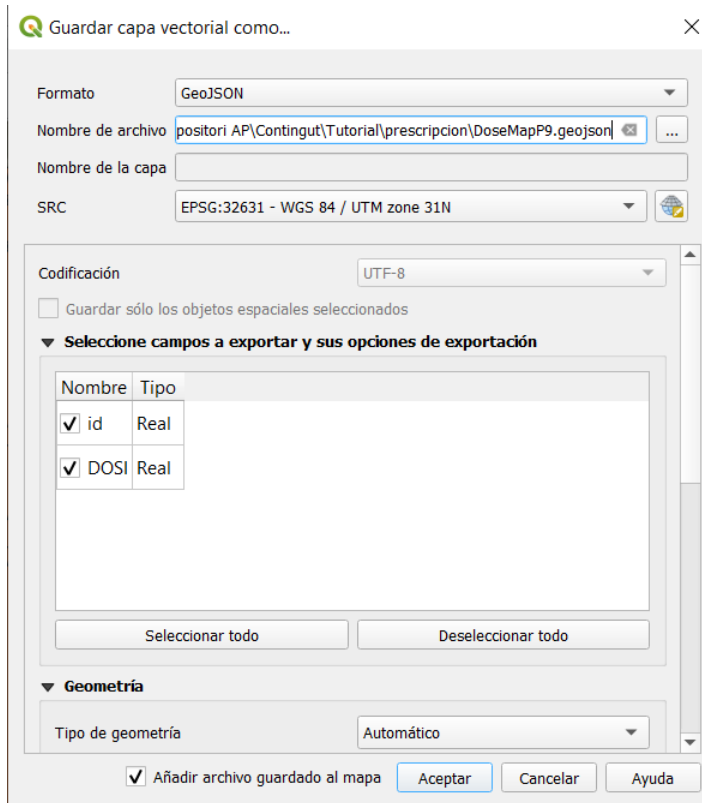 Guardar capa vectorial como...
Formato GeoJSON
Nombre de archivo positori AP\Contingut\Tutorial\prescripcion\DoseMapP9.geojson ...
Nombre de la capa
SRC EPSG:32631 - WGS 84 / UTM zone 31N
Codificación UTF-8
Guardar sólo los objetos espaciales seleccionados
Seleccione campos a exportar y sus opciones de exportación
Nombre Tipo
id Real
DOSI Real
Seleccionar todo Deseleccionar todo
Geometría
Tipo de geometría Automático
Añadir archivo guardado al mapa Aceptar Cancelar Ayuda